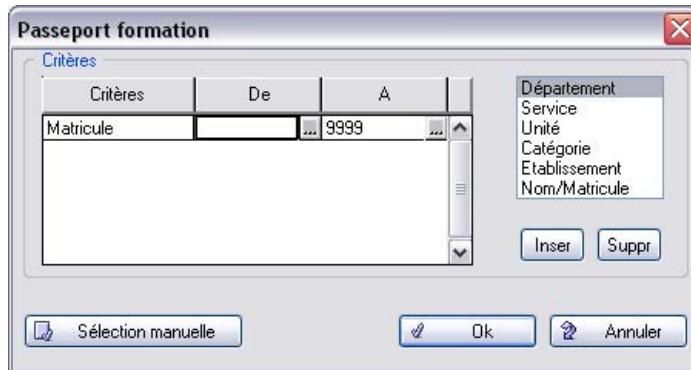 Passeport formation
Critères
Critères De A
Matricule ... 9999 ...
Département
Service
Unité
Catégorie
Etablissement
Nom/Matricule
Inser Suppr
Sélection manuelle Ok Annuler